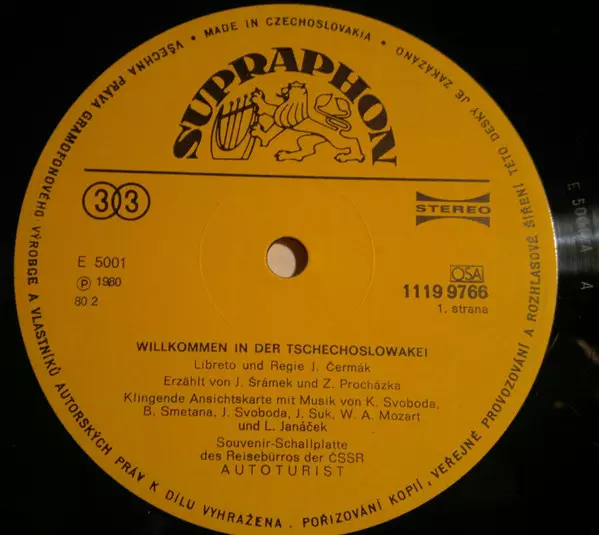 VŠECHNA PRÁVA GRAMOFONOVÉHO VÝROBCE A VLASTNÍKŮ AUTORSKÝCH PRÁV K DÍLU VYHRAŽENA. POŘIZOVÁNÍ KOPIÍ, VEŘEJNÉ PROVOZOVÁNÍ A ROZHLASOVÉ ŠÍŘENÍ TÉTO DESKY JE ZAKÁZÁNO
• MADE IN CZECHOSLOVAKIA •
SUPRAPHON
33
STEREO
E 5001
OSA
Ⓟ 1980
1119 9766
80 2
1. strana
WILLKOMMEN IN DER TSCHECHOSLOWAKEI
Libreto und Regie J. Čermák
Erzählt von J. Šrámek und Z. Procházka
Klingende Ansichtskarte mit Musik von K. Svoboda,
B. Smetana, J. Svoboda, J. Suk, W. A. Mozart
und L. Janáček
Souvenir-Schallplatte
des Reisebürros der ČSSR
AUTOTURIST